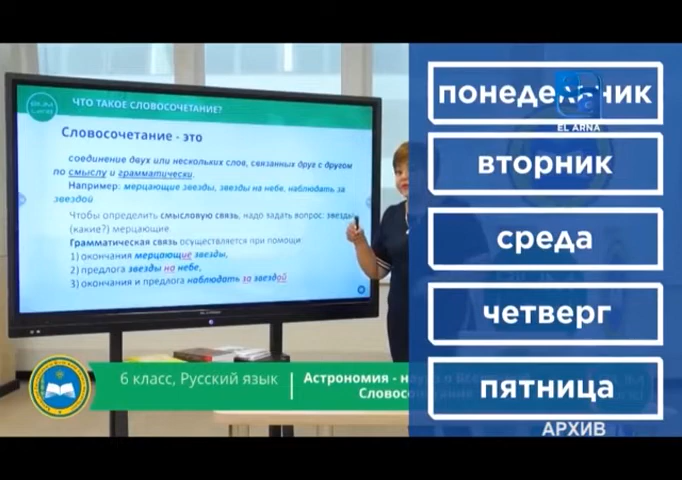 ЧТО ТАКОЕ СЛОВОСОЧЕТАНИЕ?
Словосочетание - это
соединение двух или нескольких слов, связанных друг с другом
по смыслу и грамматически.
Например: мерцающие звезды, звезды на небе, наблюдать за
звездой
Чтобы определить смысловую связь, надо задать вопрос: звезды
(какие?) мерцающие.
Грамматическая связь осуществляется при помощи:
1) окончания мерцающие звезды,
2) предлога звезды на небе,
3) окончания и предлога наблюдать за звездой
6 класс, Русский язык
Астрономия - наука о
Словосочетание
понедельник
EL ARNA
вторник
среда
четверг
пятница
АРХИВ